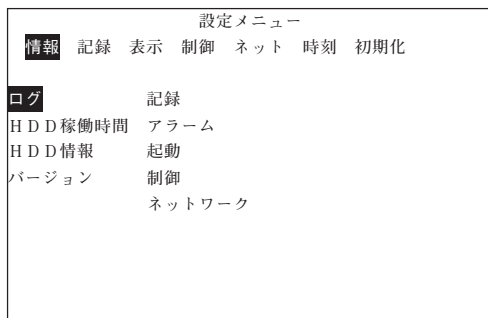 設定メニュー
情報 記録 表示 制御 ネット 時刻 初期化
ログ 記録
ＨＤＤ稼働時間 アラーム
ＨＤＤ情報 起動
バージョン 制御
ネットワーク